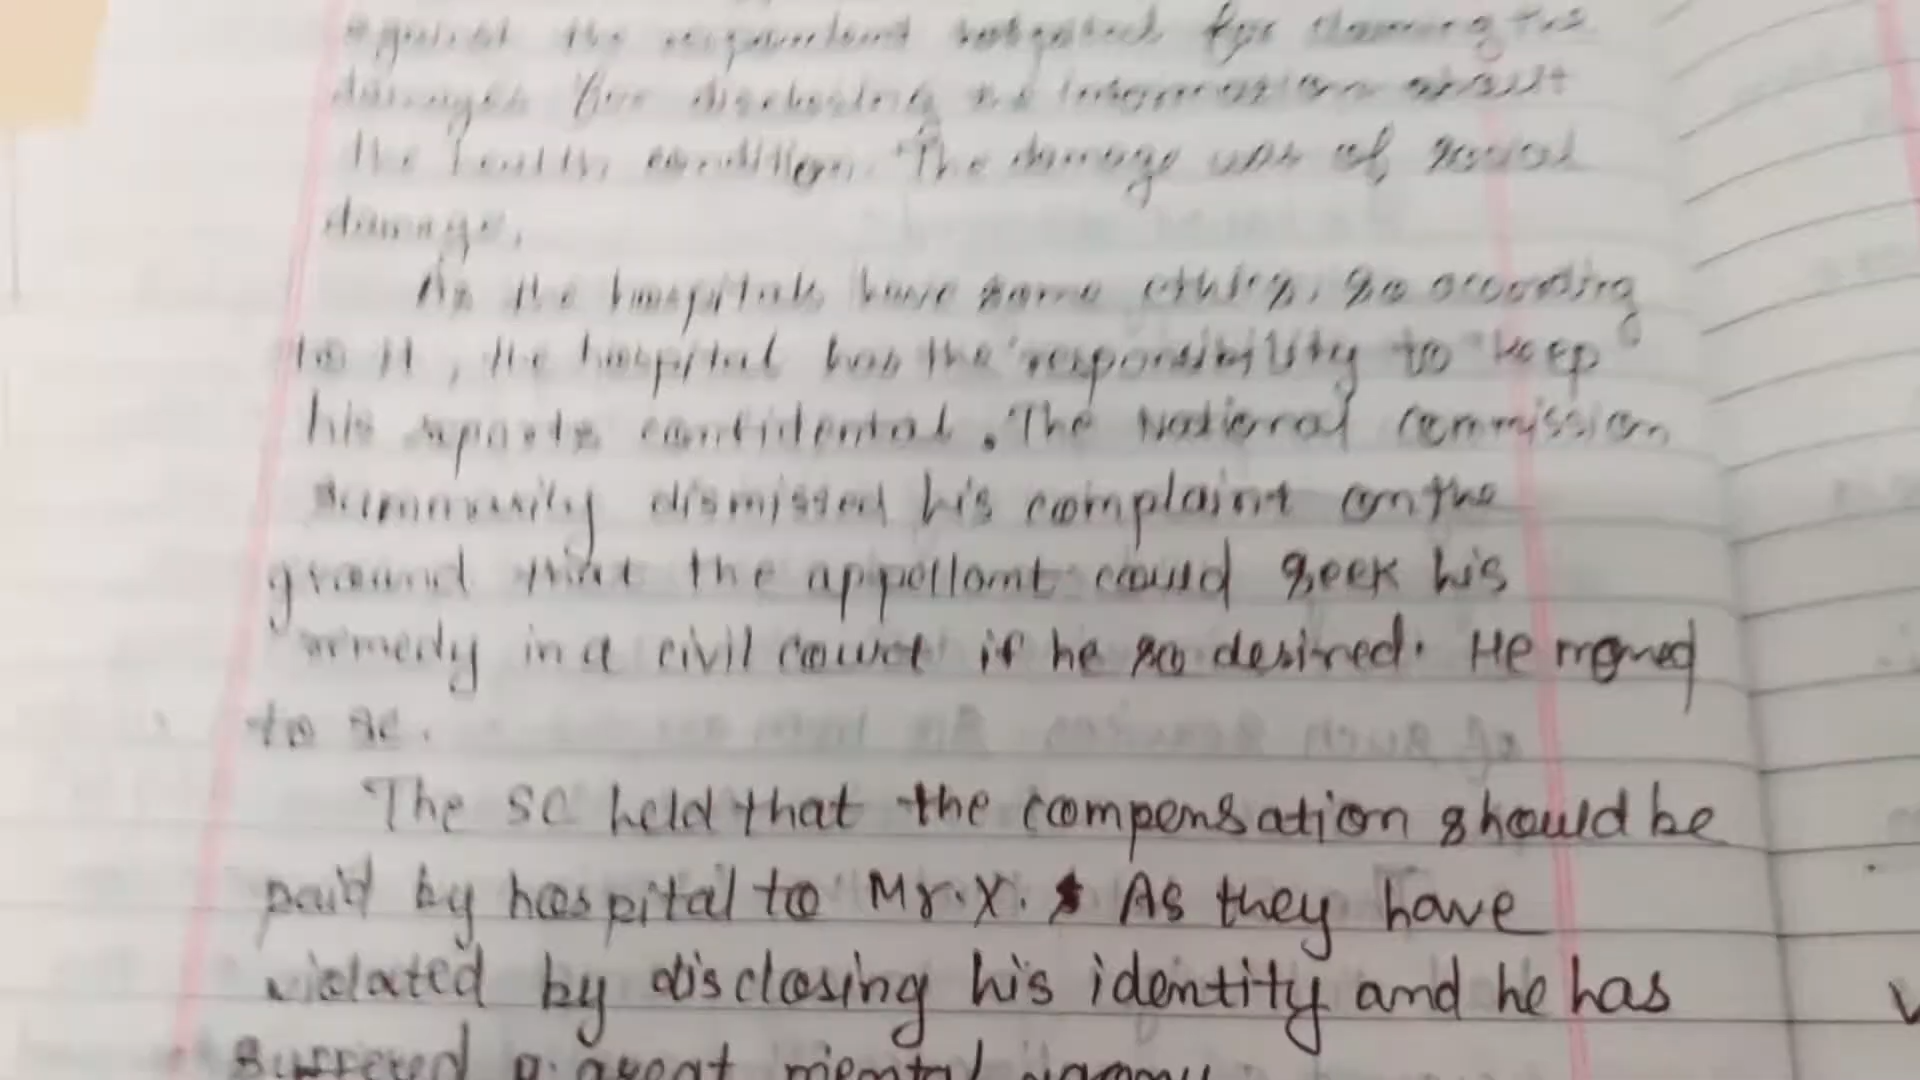 against the respondent hospital for claiming the
damages for disclosing the information about
the health condition. The damage was of social
damage.
As the hospitals have some ethics, so according
to it, the hospital has the responsibility to keep
his reports confidental. The National Commission
summarily dismissed his complaint on the
ground that the appellant could seek his
remedy in a civil court if he so desired. He moved
to SC.
The SC held that the compensation should be
paid by hospital to Mr. X. As they have
violated by disclosing his identity and he has
suffered a great mental